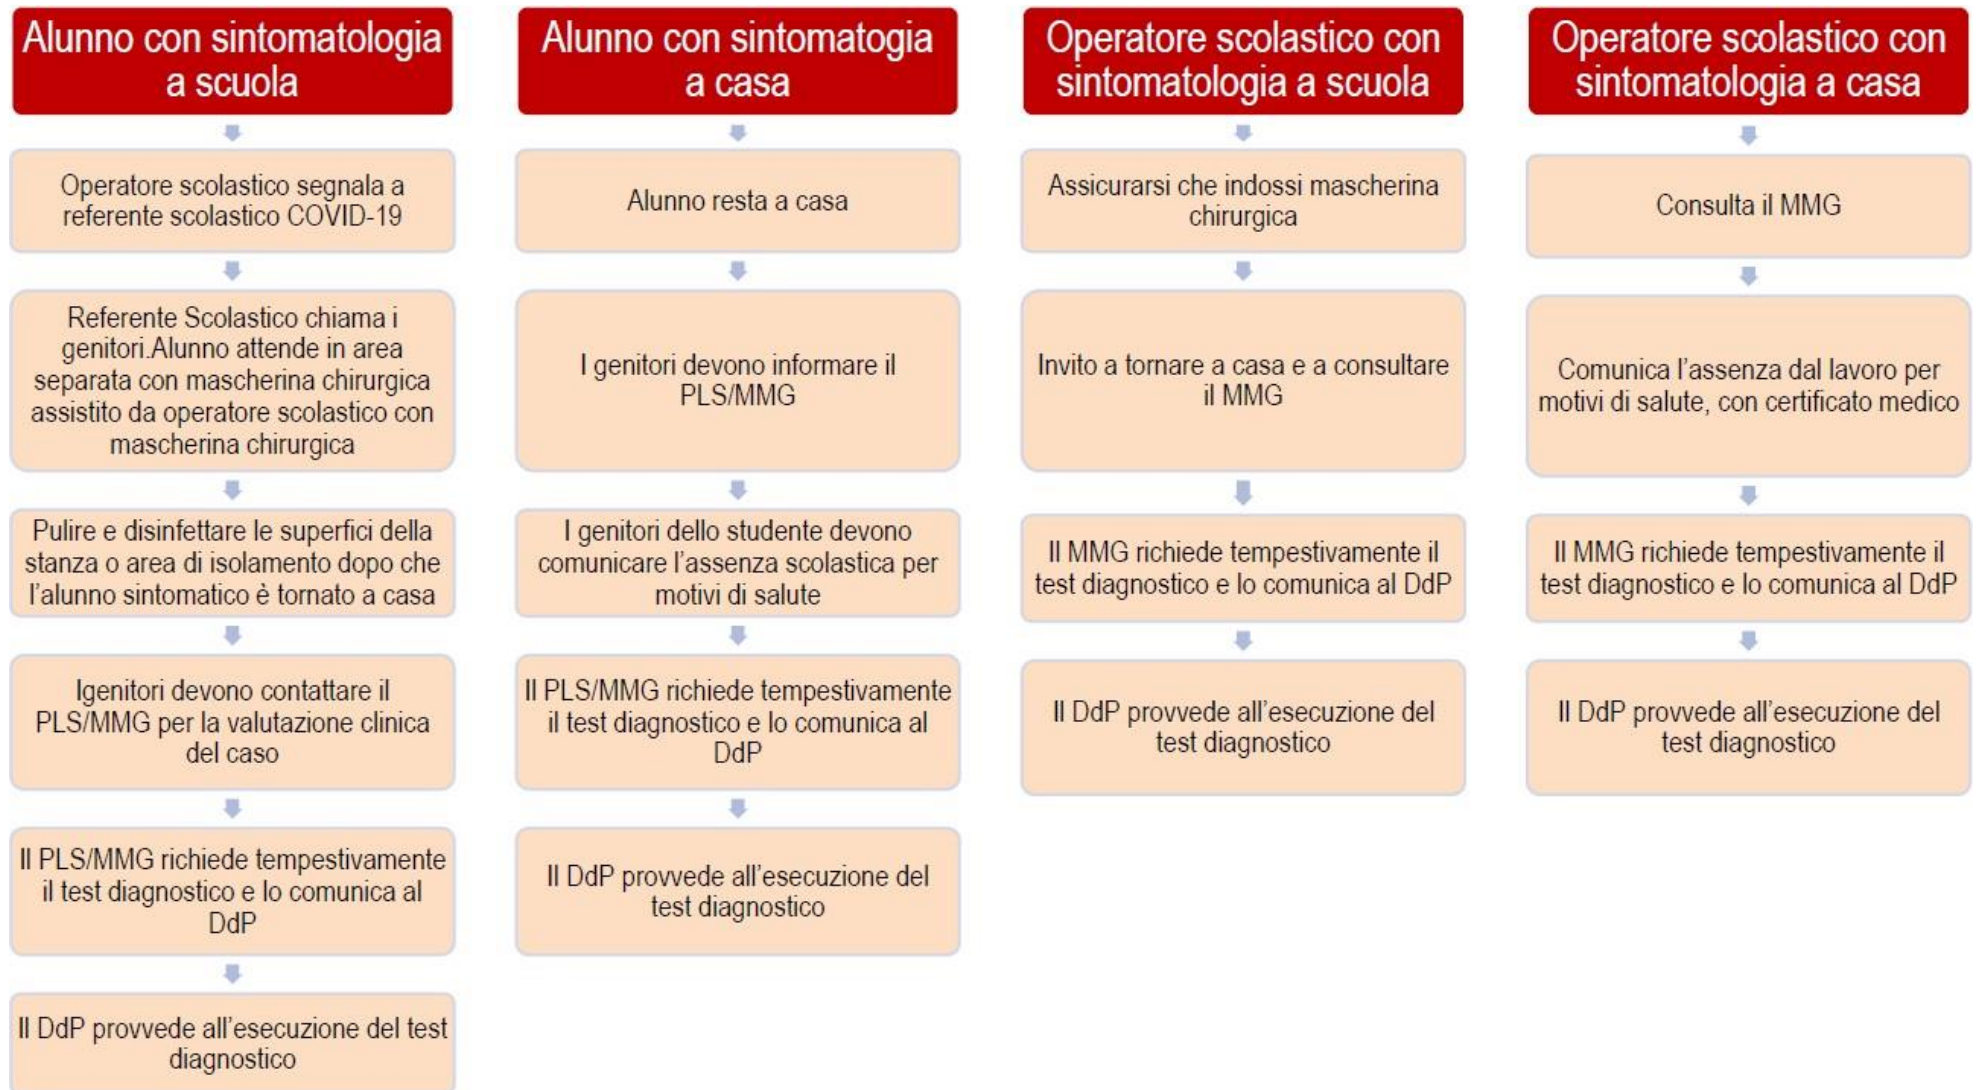 Alunno con sintomatologia
a scuola
Operatore scolastico segnala a
referente scolastico COVID-19
Referente Scolastico chiama i
genitori.Alunno attende in area
separata con mascherina chirurgica
assistito da operatore scolastico con
mascherina chirurgica
Pulire e disinfettare le superfici della
stanza o area di isolamento dopo che
l'alunno sintomatico è tornato a casa
Igenitori devono contattare il
PLS/MMG per la valutazione clinica
del caso
Il PLS/MMG richiede tempestivamente
il test diagnostico e lo comunica al
DdP
Il DdP provvede all'esecuzione del test
diagnostico
Alunno con sintomatogia
a casa
Alunno resta a casa
I genitori devono informare il
PLS/MMG
I genitori dello studente devono
comunicare l'assenza scolastica per
motivi di salute
Il PLS/MMG richiede tempestivamente
il test diagnostico e lo comunica al
DdP
Il DdP provvede all'esecuzione del
test diagnostico
Operatore scolastico con
sintomatologia a scuola
Assicurarsi che indossi mascherina
chirurgica
Invito a tornare a casa e a consultare
il MMG
Il MMG richiede tempestivamente il
test diagnostico e lo comunica al DdP
Il DdP provvede all'esecuzione del
test diagnostico
Operatore scolastico con
sintomatologia a casa
Consulta il MMG
Comunica l'assenza dal lavoro per
motivi di salute, con certificato medico
Il MMG richiede tempestivamente il
test diagnostico e lo comunica al DdP
Il DdP provvede all'esecuzione del
test diagnostico